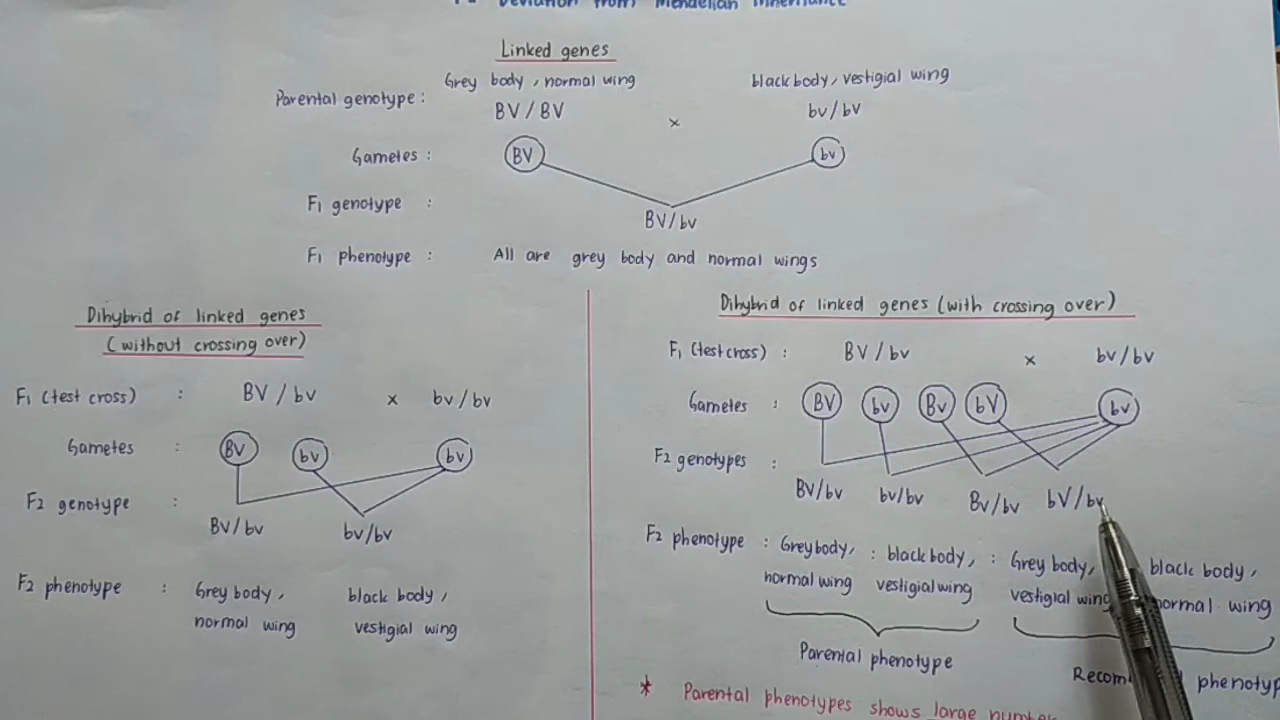 Deviation from Mendelian Inheritance
Linked genes
Parental genotype : Grey body, normal wing black body, vestigial wing
BV / BV × bv / bv
Gametes : BV bv
F1 genotype :
BV / bv
F1 phenotype : All are grey body and normal wings
Dihybrid of linked genes
(without crossing over)
F1 (test cross) : BV / bv × bv / bv
Gametes : BV bv bv
F2 genotype :
BV / bv bv / bv
F2 phenotype : Grey body, black body,
normal wing vestigial wing
Dihybrid of linked genes (with crossing over)
F1 (test cross) : BV / bv × bv / bv
Gametes : BV bv Bv bV bv
F2 genotypes :
BV/bv bv/bv Bv/bv bV/bv
F2 phenotype : Grey body, : black body, : Grey body, black body,
normal wing vestigial wing vestigial wing normal wing
Parental phenotype
phenotyp
* Parental phenotypes shows large number